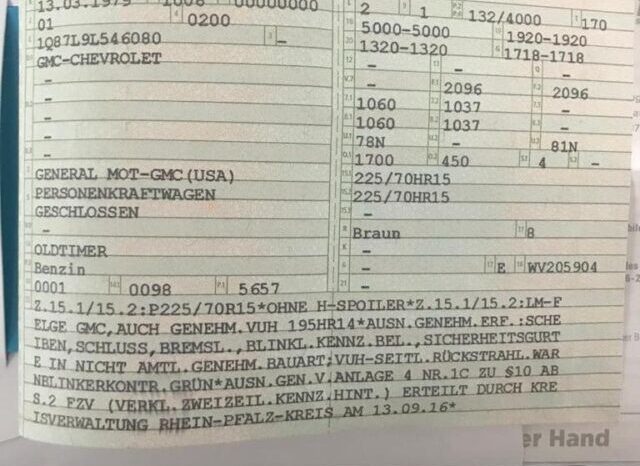 13.03.1979 1008 00000000
01 0200
1Q87L9L546080 -
GMC-CHEVROLET
-
-
-
-
-
GENERAL MOT-GMC(USA)
PERSONENKRAFTWAGEN
GESCHLOSSEN
-
OLDTIMER
Benzin
0001 0098 5657
2 1 132/4000 170
5000-5000 1920-1920
1320-1320 1718-1718
- - -
- 2096 2096
1060 1037 -
1060 1037 -
78N - 81N
1700 450 4 -
225/70HR15
225/70HR15
-
Braun 8
-
- E WV205904
-
Z.15.1/15.2:P225/70R15*OHNE H-SPOILER*Z.15.1/15.2:LM-F
ELGE GMC,AUCH GENEHM.VUH 195HR14*AUSN.GENEHM.ERF.:SCHE
IBEN,SCHLUSS,BREMSL.,BLINKL.KENNZ.BEL.,SICHERHEITSGURT
E IN NICHT AMTL.GENEHM.BAUART;VUH-SEITL.RÜCKSTRAHL.WAR
NBLINKERKONTR.GRÜN*AUSN.GEN.V.ANLAGE 4 NR.1C ZU §10 AB
S.2 FZV (VERKL.ZWEIZEIL.KENNZ.HINT.) ERTEILT DURCH KRE
ISVERWALTUNG RHEIN-PFALZ-KREIS AM 13.09.16*
er Hand